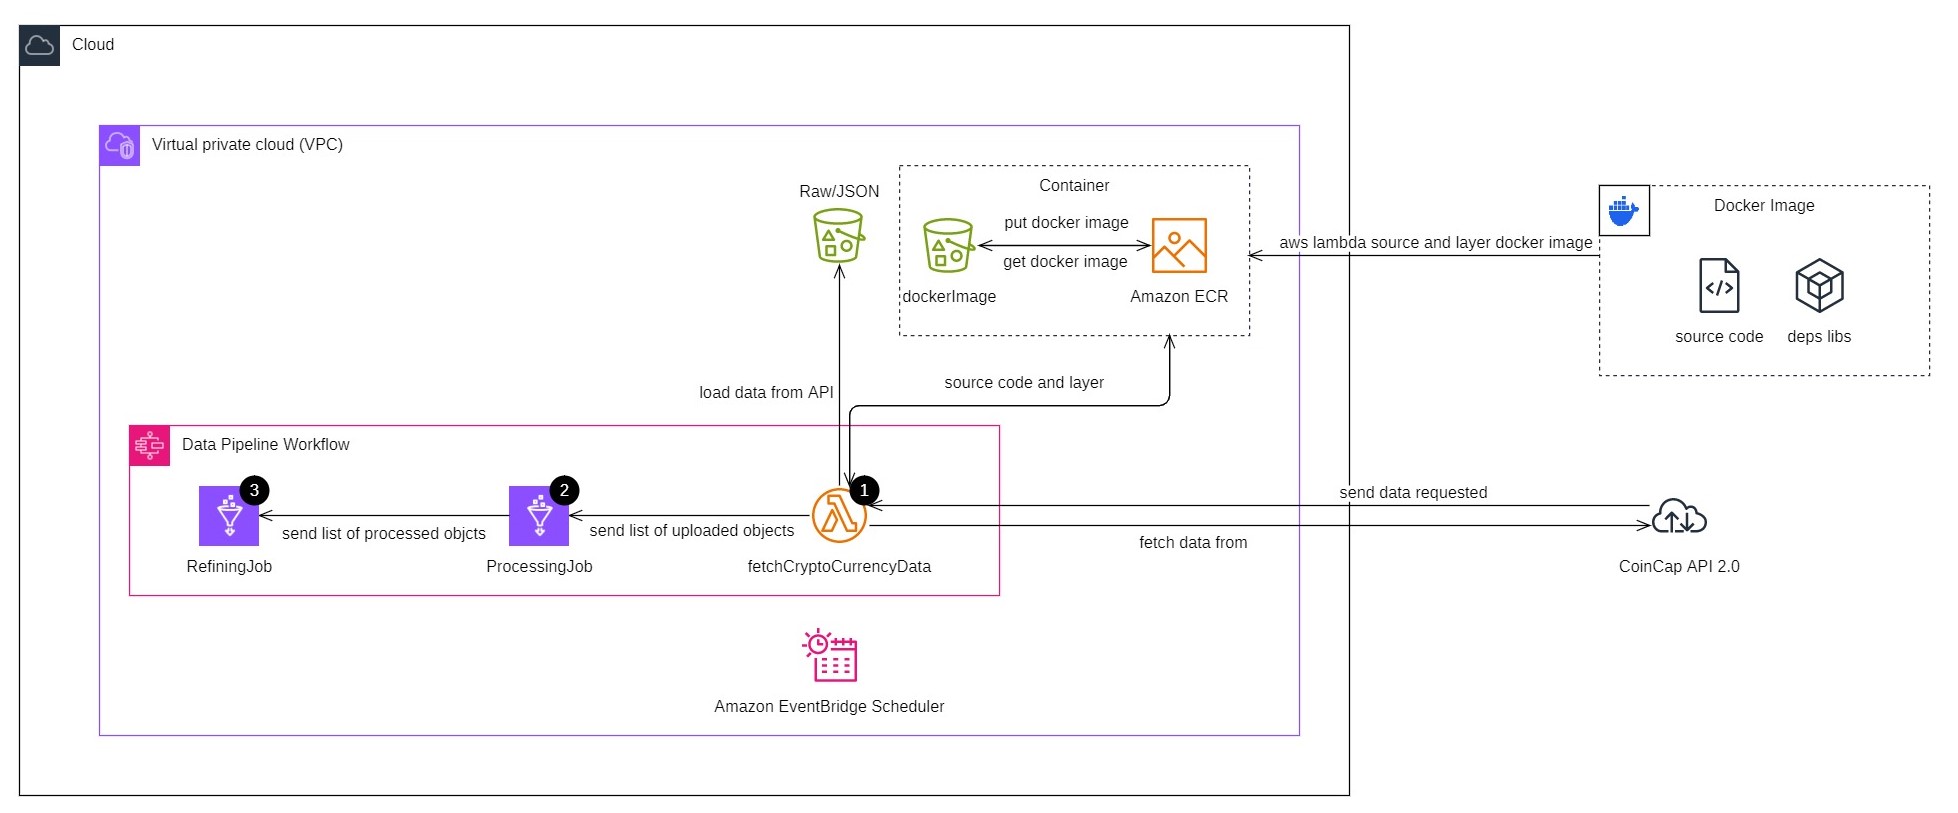 Cloud
Virtual private cloud (VPC)
Raw/JSON
Container
put docker image
get docker image
dockerImage
Amazon ECR
aws lambda source and layer docker image
Docker Image
source code
deps libs
load data from API
source code and layer
Data Pipeline Workflow
3
2
1
send list of processed objcts
send list of uploaded objects
RefiningJob
ProcessingJob
fetchCryptoCurrencyData
send data requested
fetch data from
CoinCap API 2.0
Amazon EventBridge Scheduler